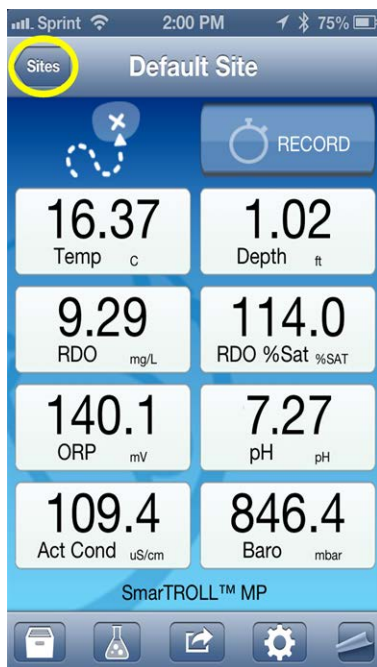 Sprint 2:00 PM 75%
Sites Default Site
RECORD
16.37 1.02
Temp C Depth ft
9.29 114.0
RDO mg/L RDO %Sat %SAT
140.1 7.27
ORP mV pH pH
109.4 846.4
Act Cond uS/cm Baro mbar
SmarTROLL™ MP